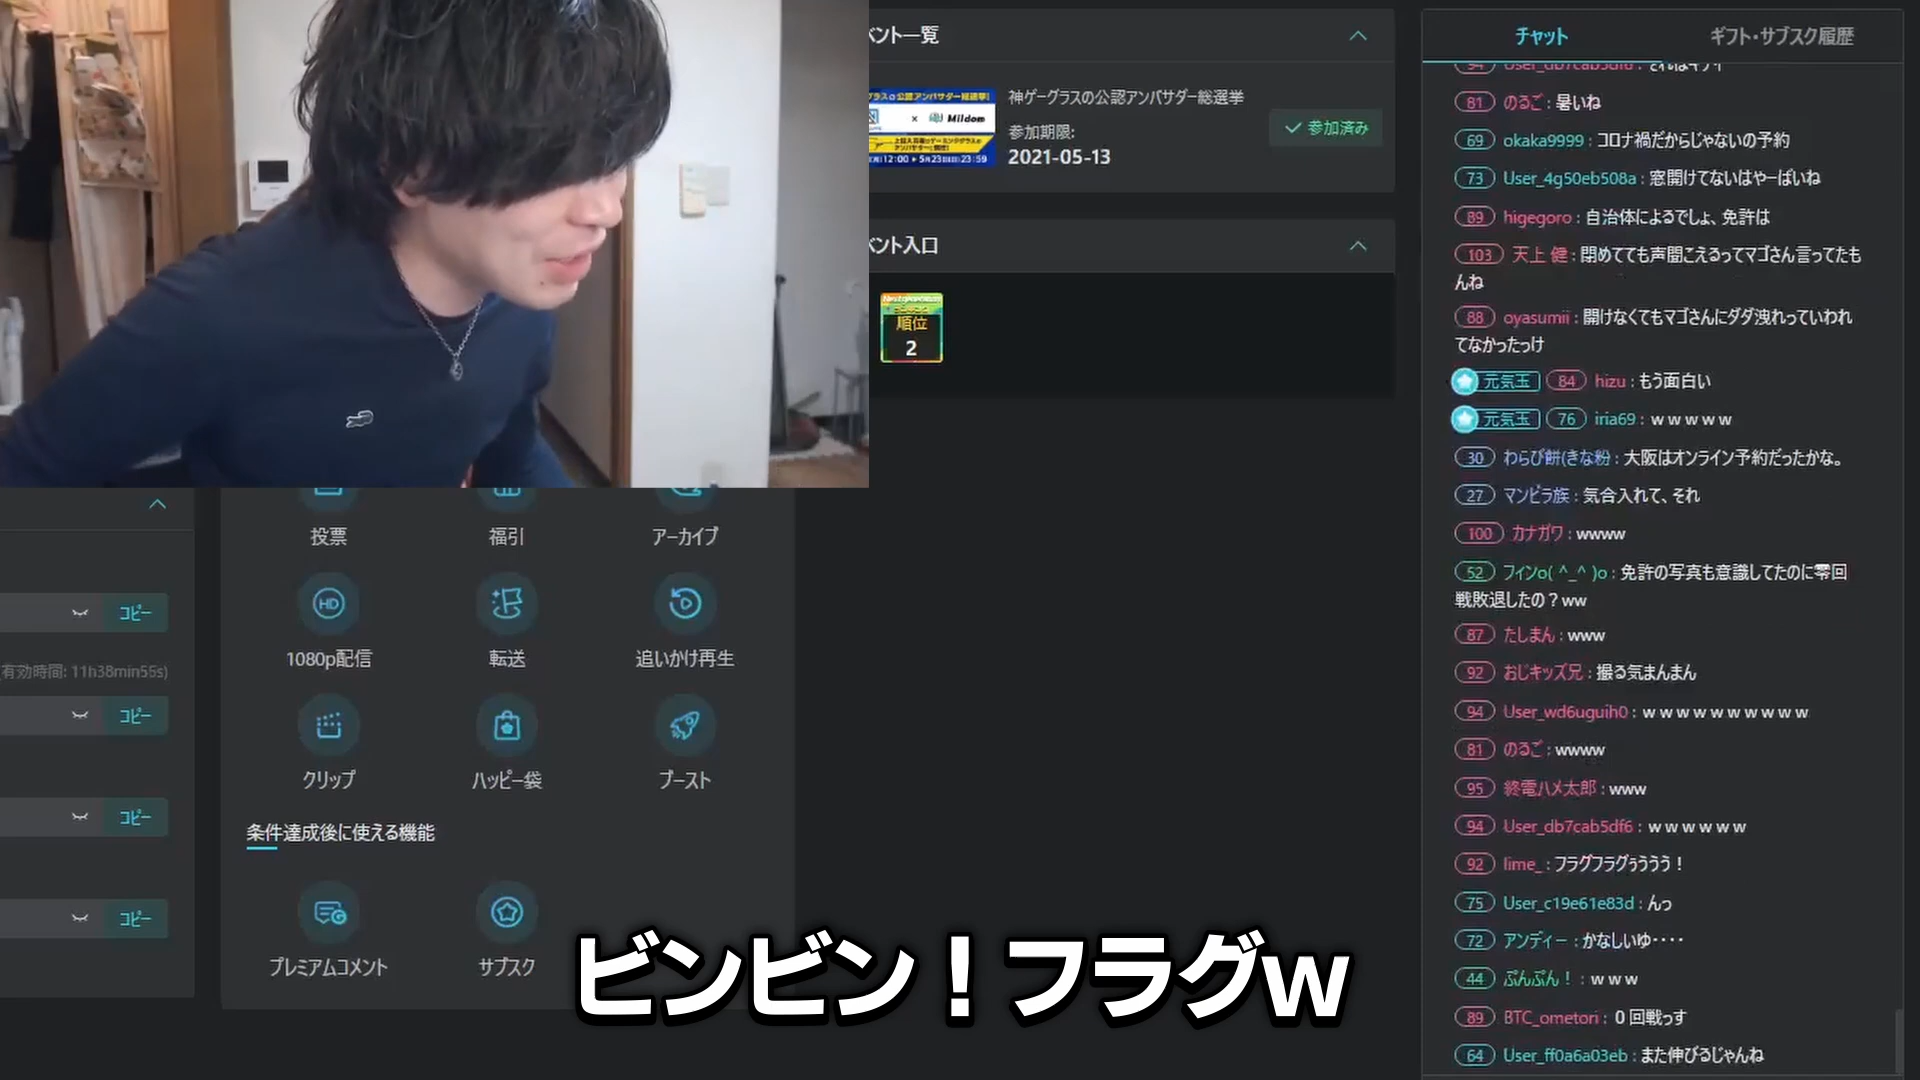 ベント一覧
Mildom
神ゲーグラスの公認アンバサダー総選挙
参加期限:
2021-05-13
参加済み
ベント入口
順位
2
投票
福引
アーカイブ
コピー
1080p配信
転送
追いかけ再生
有効時間: 11h38min55s)
コピー
クリップ
ハッピー袋
ブースト
コピー
条件達成後に使える機能
コピー
プレミアムコメント
サブスク
ビンビン！フラグw
チャット
ギフト・サブスク履歴
81 のるご : 暑いね
69 okaka9999 : コロナ禍だからじゃないの予約
73 User_4g50eb508a : 窓開けてないはやーばいね
89 higegoro : 自治体によるでしょ、免許は
103 天上 健 : 閉めてても声聞こえるってマゴさん言ってたも
んね
88 oyasumii : 開けなくてもマゴさんにダダ洩れっていわれ
てなかったっけ
元気玉 84 hizu : もう面白い
元気玉 76 iria69 : ｗｗｗｗｗ
30 わらび餅(きな粉 : 大阪はオンライン予約だったかな。
27 マンビラ族 : 気合入れて、それ
100 カナガワ : wwww
52 フィンo( ^_^ )o : 免許の写真も意識してたのに零回
戦敗退したの？ww
87 たしまん : www
92 おじキッズ兄 : 撮る気まんまん
94 User_wd6uguih0 : ｗｗｗｗｗｗｗｗｗｗ
81 のるご : wwww
95 終電ハメ太郎 : www
94 User_db7cab5df6 : ｗｗｗｗｗｗ
92 lime_ : フラグフラグぅううう！
75 User_c19e61e83d : んっ
72 アンディー : かなしいゆ････
44 ぷんぷん！ : ｗｗｗ
89 BTC_ometori : ０回戦っす
64 User_ff0a6a03eb : また伸びるじゃんね